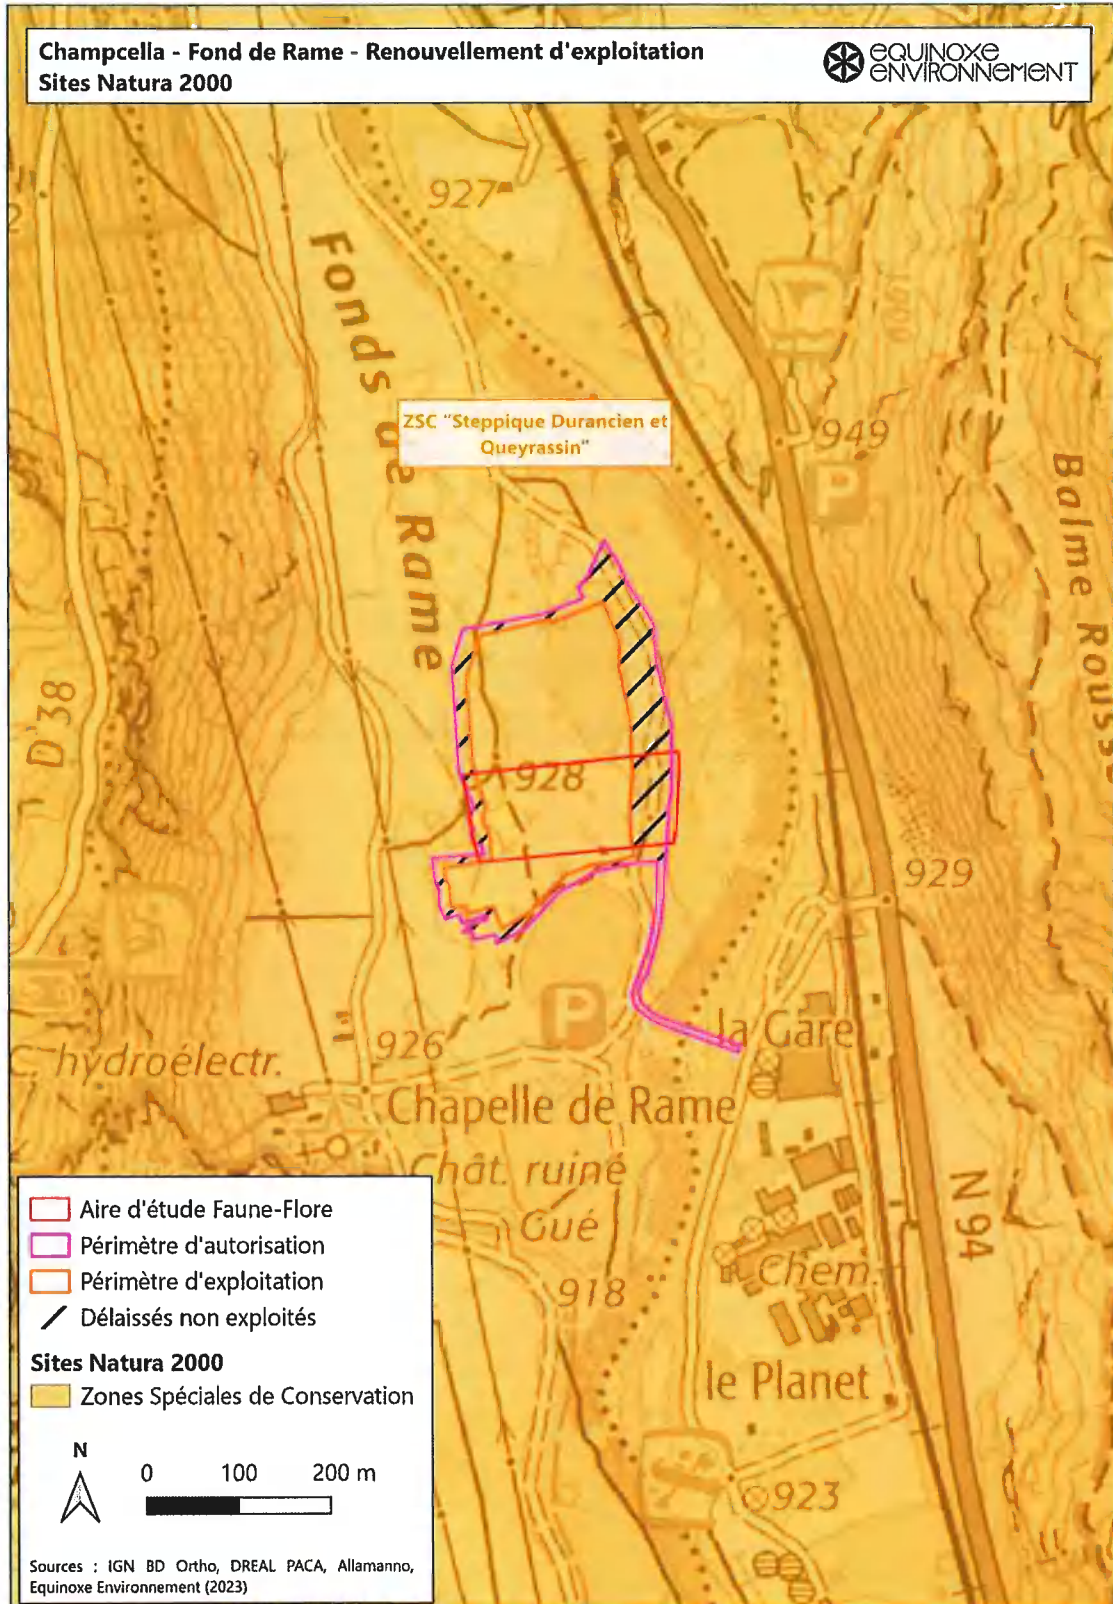 Champcella - Fond de Rame - Renouvellement d'exploitation
Sites Natura 2000
eQUINOXe
eNVIRONNeMeNT
927
Fonds de Rame
1000
ZSC "Steppique Durancien et
Queyrassin"
949
P
Balme Rousse
D 38
928
929
P
la Gare
926
C. hydroélectr.
Chapelle de Rame
Chât. ruiné
Gué
N 94
918
Chem.
le Planet
923
Aire d'étude Faune-Flore
Périmètre d'autorisation
Périmètre d'exploitation
Délaissés non exploités
Sites Natura 2000
Zones Spéciales de Conservation
N
0 100 200 m
Sources : IGN BD Ortho, DREAL PACA, Allamanno,
Equinoxe Environnement (2023)